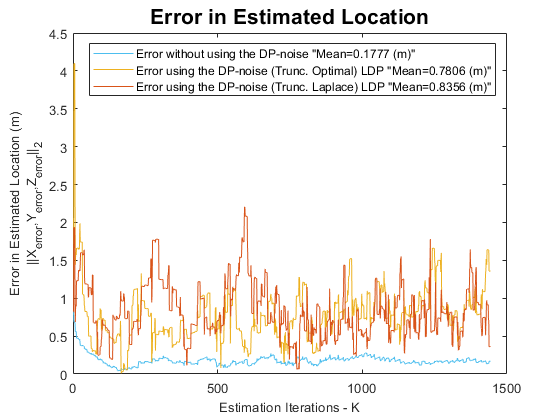 Error in Estimated Location
Error without using the DP-noise "Mean=0.1777 (m)"
Error using the DP-noise (Trunc. Optimal) LDP "Mean=0.7806 (m)"
Error using the DP-noise (Trunc. Laplace) LDP "Mean=0.8356 (m)"
Error in Estimated Location (m)
||X_error,Y_error,Z_error||_2
4.5
4
3.5
3
2.5
2
1.5
1
0.5
0
0 500 1000 1500
Estimation Iterations - K